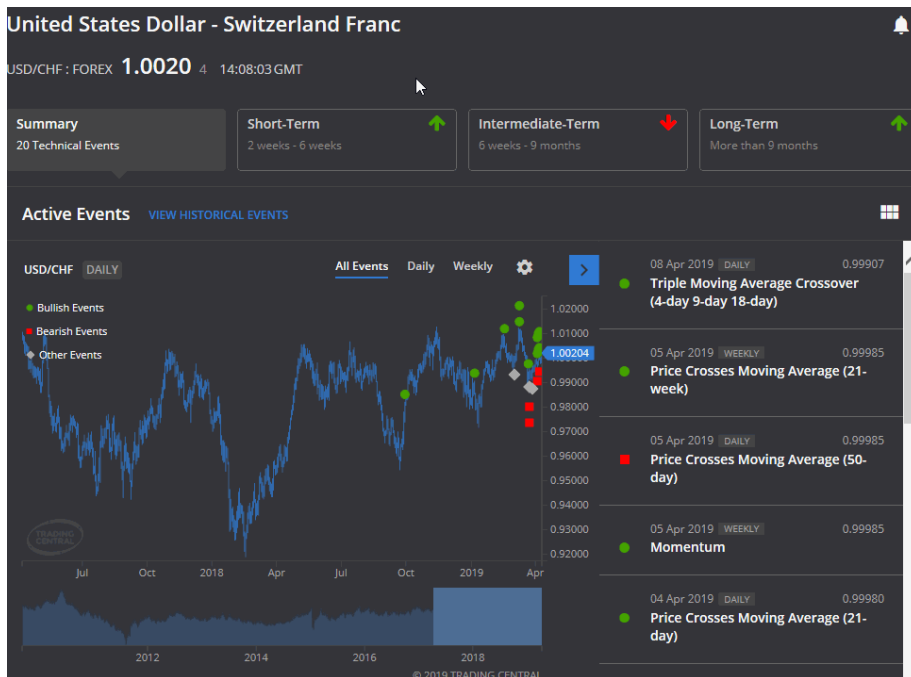 United States Dollar - Switzerland Franc
USD/CHF : FOREX 1.0020 4 14:08:03 GMT
Summary
20 Technical Events
Short-Term
2 weeks - 6 weeks
Intermediate-Term
6 weeks - 9 months
Long-Term
More than 9 months
Active Events VIEW HISTORICAL EVENTS
USD/CHF DAILY All Events Daily Weekly
Bullish Events
Bearish Events
Other Events
1.02000
1.01000
1.00204
0.99000
0.98000
0.97000
0.96000
0.95000
0.94000
0.93000
0.92000
TRADING
CENTRAL
Jul Oct 2018 Apr Jul Oct 2019 Apr
2012 2014 2016 2018
© 2019 TRADING CENTRAL
08 Apr 2019 DAILY 0.99907
Triple Moving Average Crossover
(4-day 9-day 18-day)
05 Apr 2019 WEEKLY 0.99985
Price Crosses Moving Average (21-
week)
05 Apr 2019 DAILY 0.99985
Price Crosses Moving Average (50-
day)
05 Apr 2019 WEEKLY 0.99985
Momentum
04 Apr 2019 DAILY 0.99980
Price Crosses Moving Average (21-
day)